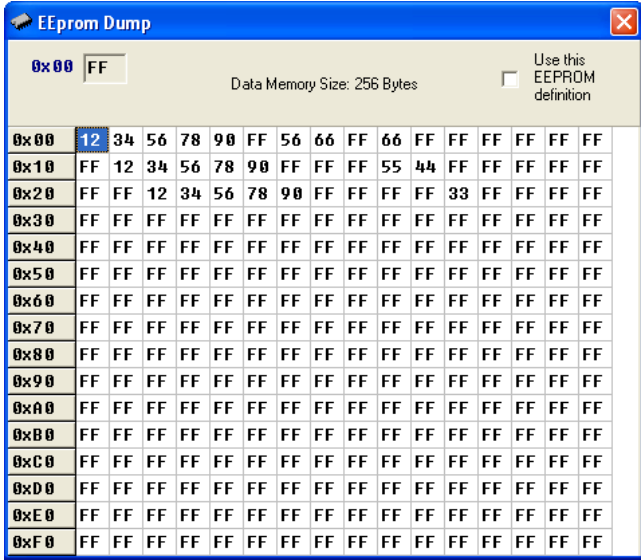 EEprom Dump
0x00 FF
Data Memory Size: 256 Bytes
Use this
EEPROM
definition
0x00 12 34 56 78 90 FF 56 66 FF 66 FF FF FF FF FF FF
0x10 FF 12 34 56 78 90 FF FF FF 55 44 FF FF FF FF FF
0x20 FF FF 12 34 56 78 90 FF FF FF FF 33 FF FF FF FF
0x30 FF FF FF FF FF FF FF FF FF FF FF FF FF FF FF FF
0x40 FF FF FF FF FF FF FF FF FF FF FF FF FF FF FF FF
0x50 FF FF FF FF FF FF FF FF FF FF FF FF FF FF FF FF
0x60 FF FF FF FF FF FF FF FF FF FF FF FF FF FF FF FF
0x70 FF FF FF FF FF FF FF FF FF FF FF FF FF FF FF FF
0x80 FF FF FF FF FF FF FF FF FF FF FF FF FF FF FF FF
0x90 FF FF FF FF FF FF FF FF FF FF FF FF FF FF FF FF
0xA0 FF FF FF FF FF FF FF FF FF FF FF FF FF FF FF FF
0xB0 FF FF FF FF FF FF FF FF FF FF FF FF FF FF FF FF
0xC0 FF FF FF FF FF FF FF FF FF FF FF FF FF FF FF FF
0xD0 FF FF FF FF FF FF FF FF FF FF FF FF FF FF FF FF
0xE0 FF FF FF FF FF FF FF FF FF FF FF FF FF FF FF FF
0xF0 FF FF FF FF FF FF FF FF FF FF FF FF FF FF FF FF